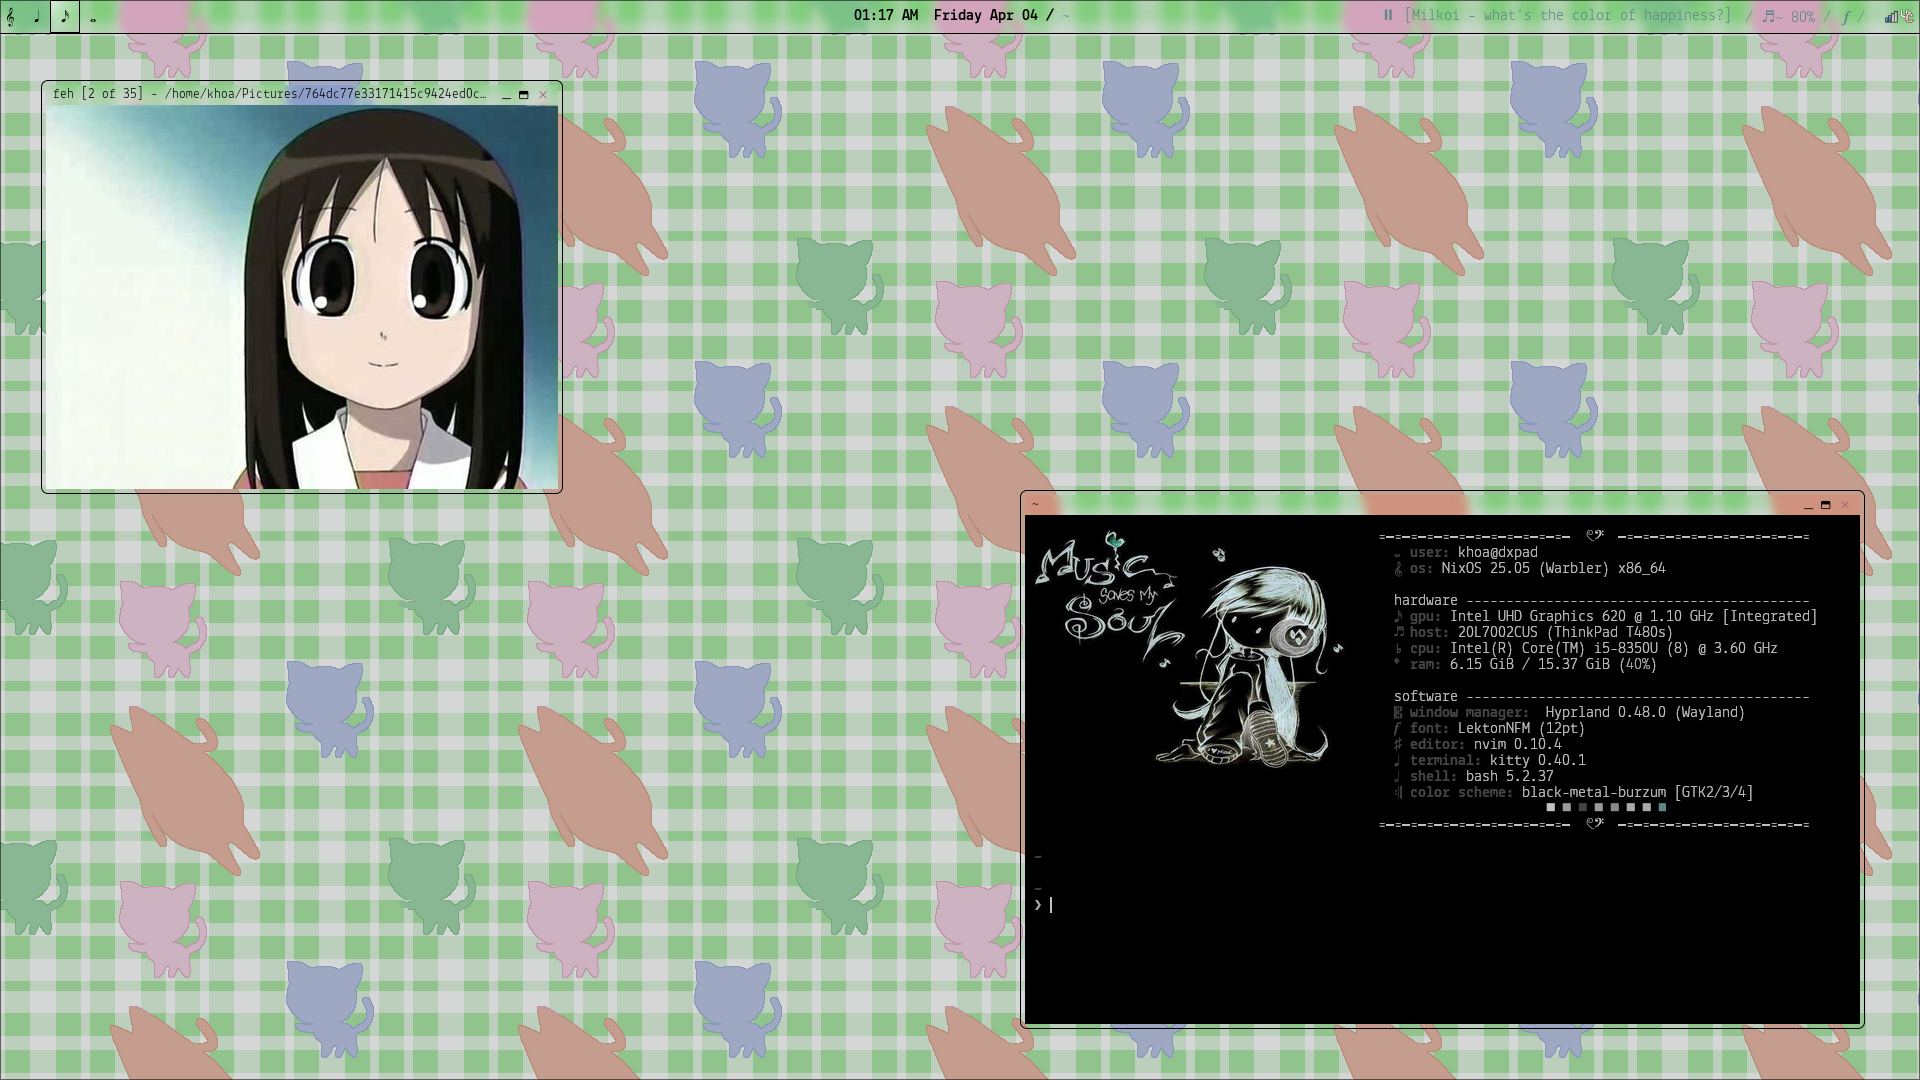 01:17 AM Friday Apr 04 / ~
[Milkoi - what's the color of happiness?] / ♬~ 80% / ƒ /
feh [2 of 35] - /home/khoa/Pictures/764dc77e33171415c9424ed0c…
~
Music
Saves My
Soul
user: khoa@dxpad
os: NixOS 25.05 (Warbler) x86_64
hardware -------------------------------------------
gpu: Intel UHD Graphics 620 @ 1.10 GHz [Integrated]
host: 20L7002CUS (ThinkPad T480s)
cpu: Intel(R) Core(TM) i5-8350U (8) @ 3.60 GHz
ram: 6.15 GiB / 15.37 GiB (40%)
software -------------------------------------------
window manager: Hyprland 0.48.0 (Wayland)
font: LektonNFM (12pt)
editor: nvim 0.10.4
terminal: kitty 0.40.1
shell: bash 5.2.37
color scheme: black-metal-burzum [GTK2/3/4]
~
~
❯